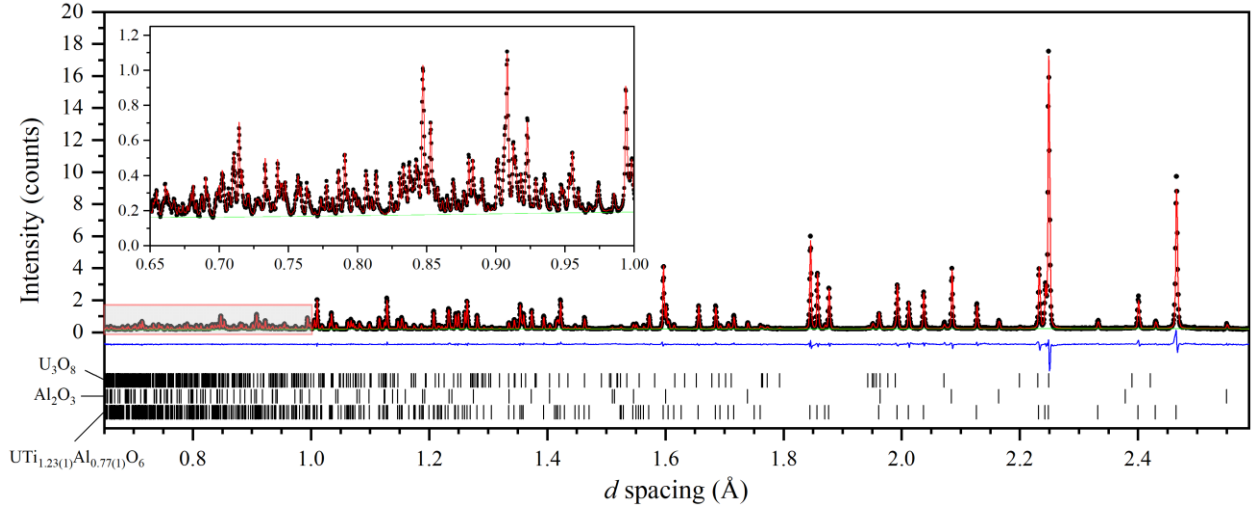 20
18
16
14
12
10
8
6
4
2
0
Intensity (counts)
1.2
1.0
0.8
0.6
0.4
0.2
0.0
0.65 0.70 0.75 0.80 0.85 0.90 0.95 1.00
U₃O₈
Al₂O₃
UTi₁.₂₃₍₁₎Al₀.₇₇₍₁₎O₆
0.8 1.0 1.2 1.4 1.6 1.8 2.0 2.2 2.4
d spacing (Å)